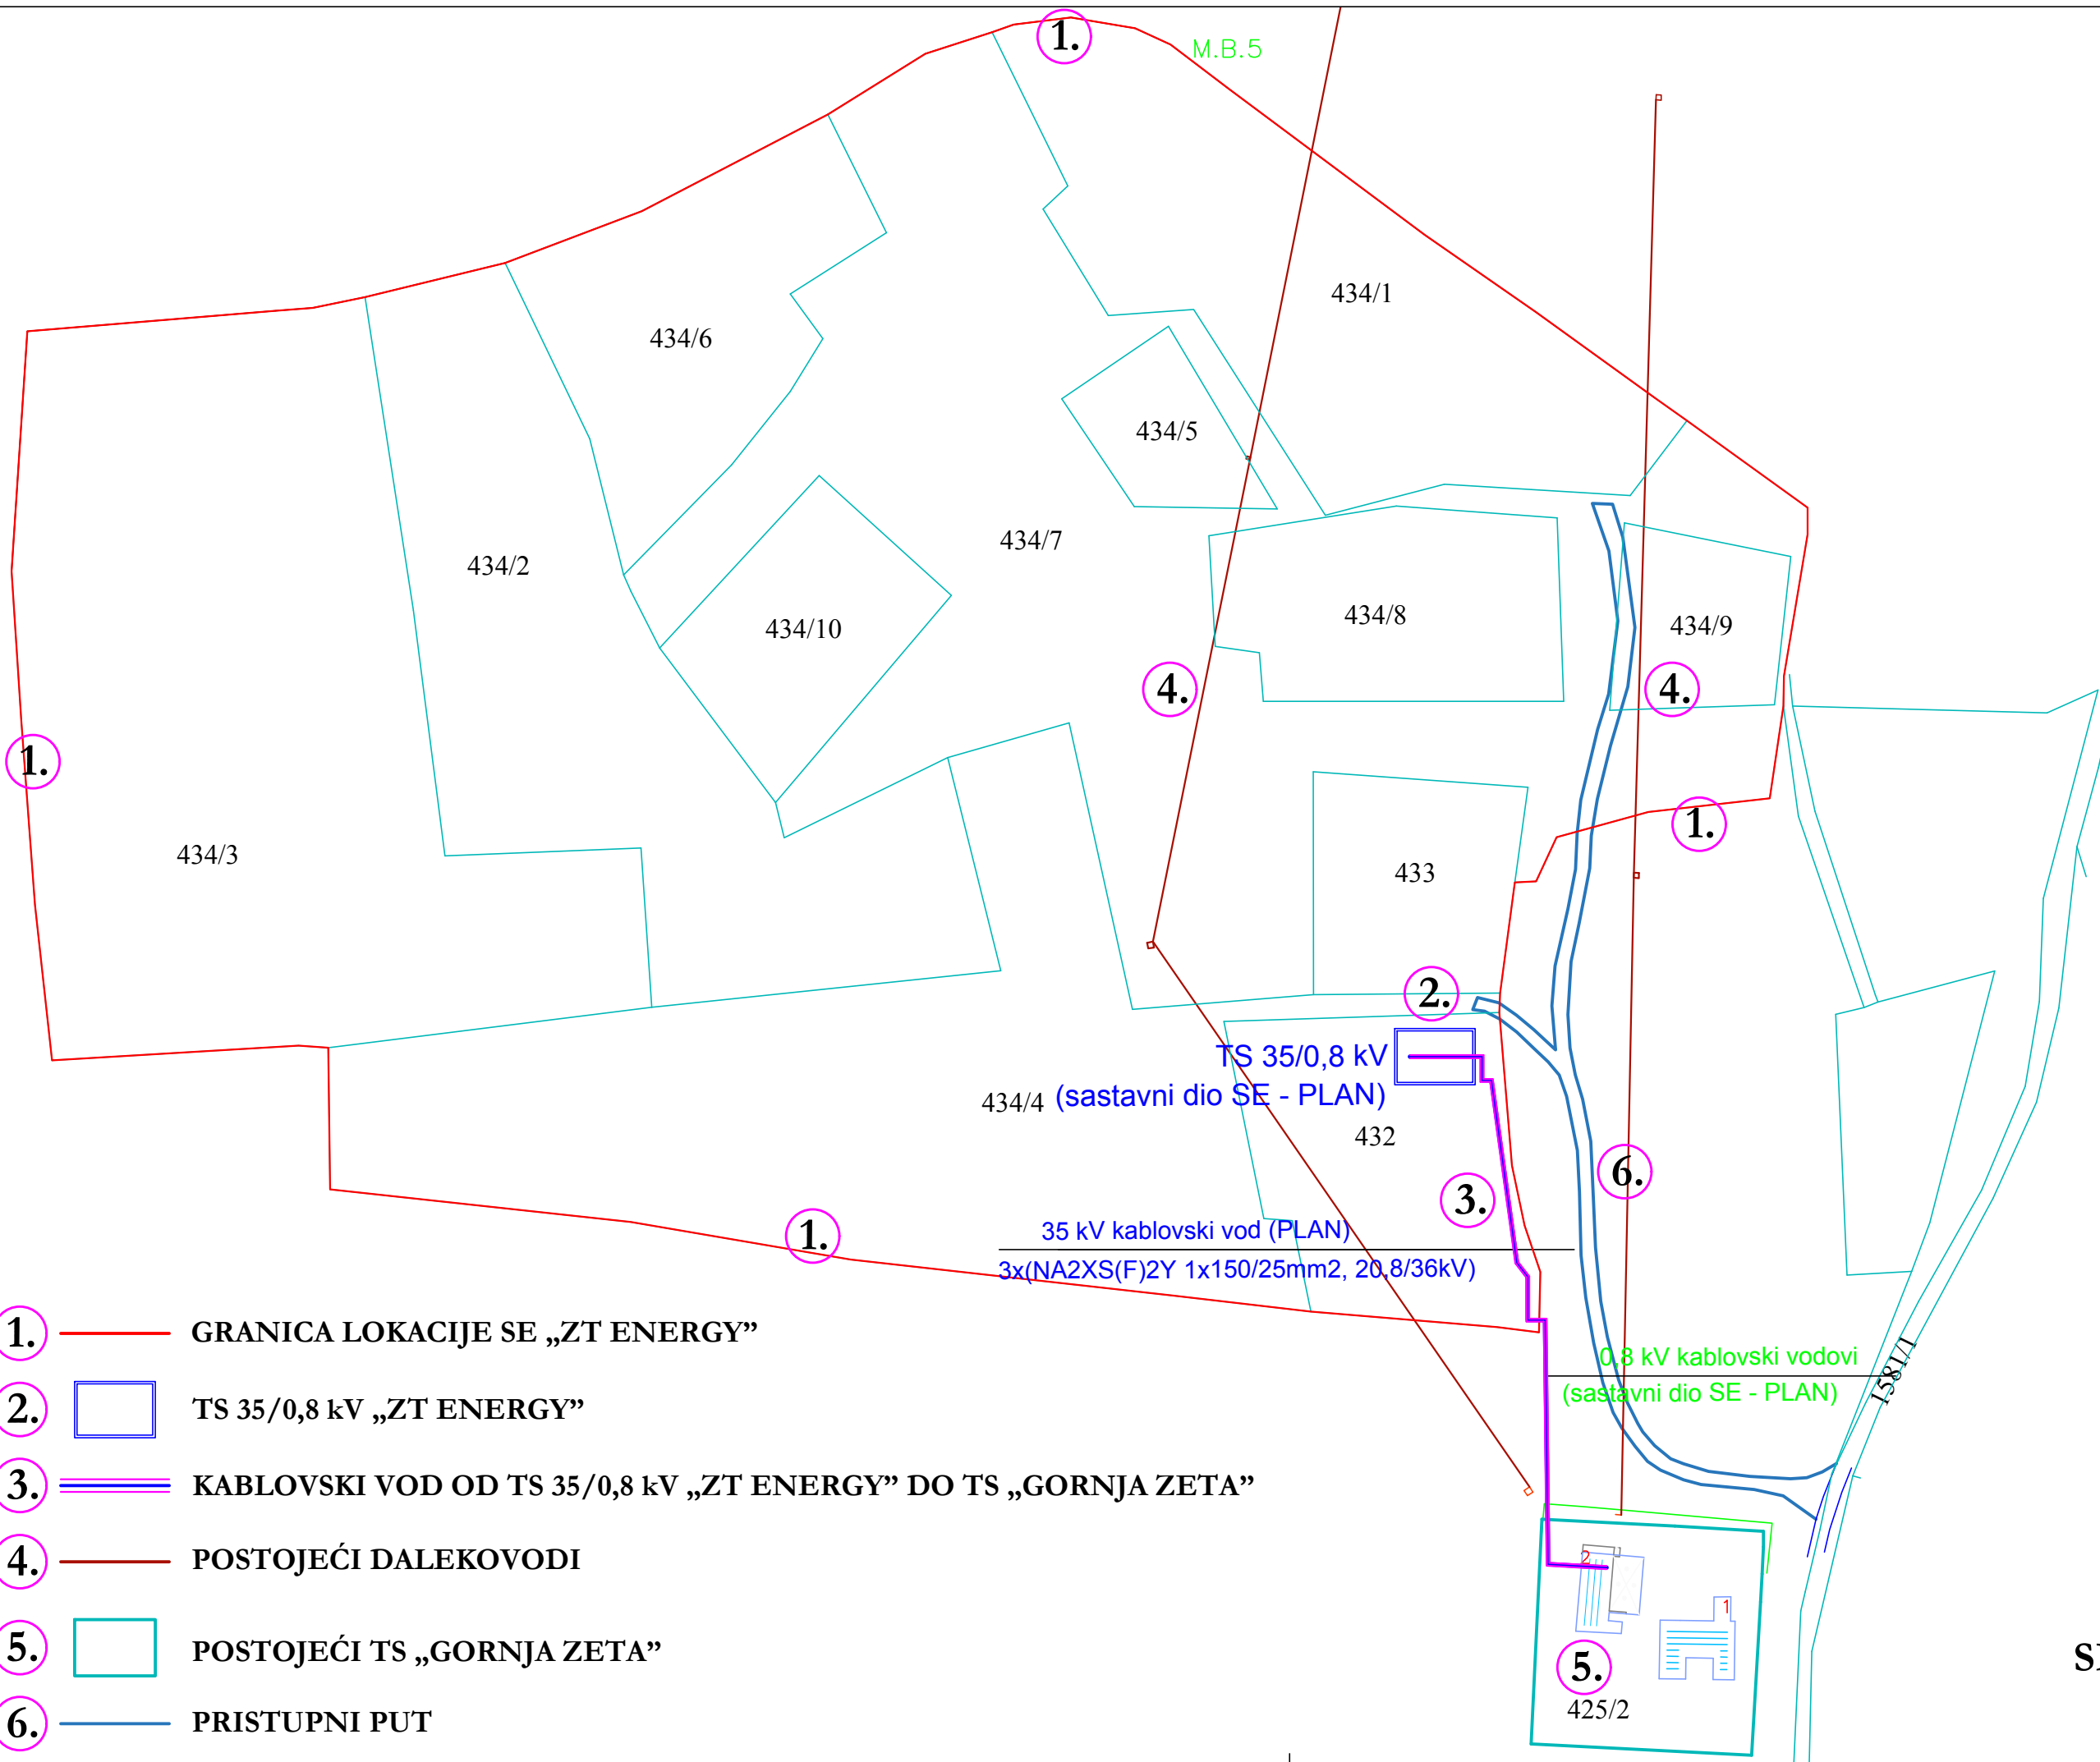 1.
M.B.5
434/1
434/6
434/5
434/7
434/2
434/10
434/8
434/9
4.
4.
1.
1.
434/3
433
2.
TS 35/0,8 kV
(sastavni dio SE - PLAN)
434/4
432
6.
3.
35 kV kablovski vod (PLAN)
1.
3x(NA2XS(F)2Y 1x150/25mm2, 20,8/36kV)
0,8 kV kablovski vodovi
(sastavni dio SE - PLAN)
1581/1
2
1
5.
425/2
1. GRANICA LOKACIJE SE „ZT ENERGY”
2. TS 35/0,8 kV „ZT ENERGY”
3. KABLOVSKI VOD OD TS 35/0,8 kV „ZT ENERGY” DO TS „GORNJA ZETA”
4. POSTOJEĆI DALEKOVODI
5. POSTOJEĆI TS „GORNJA ZETA”
6. PRISTUPNI PUT